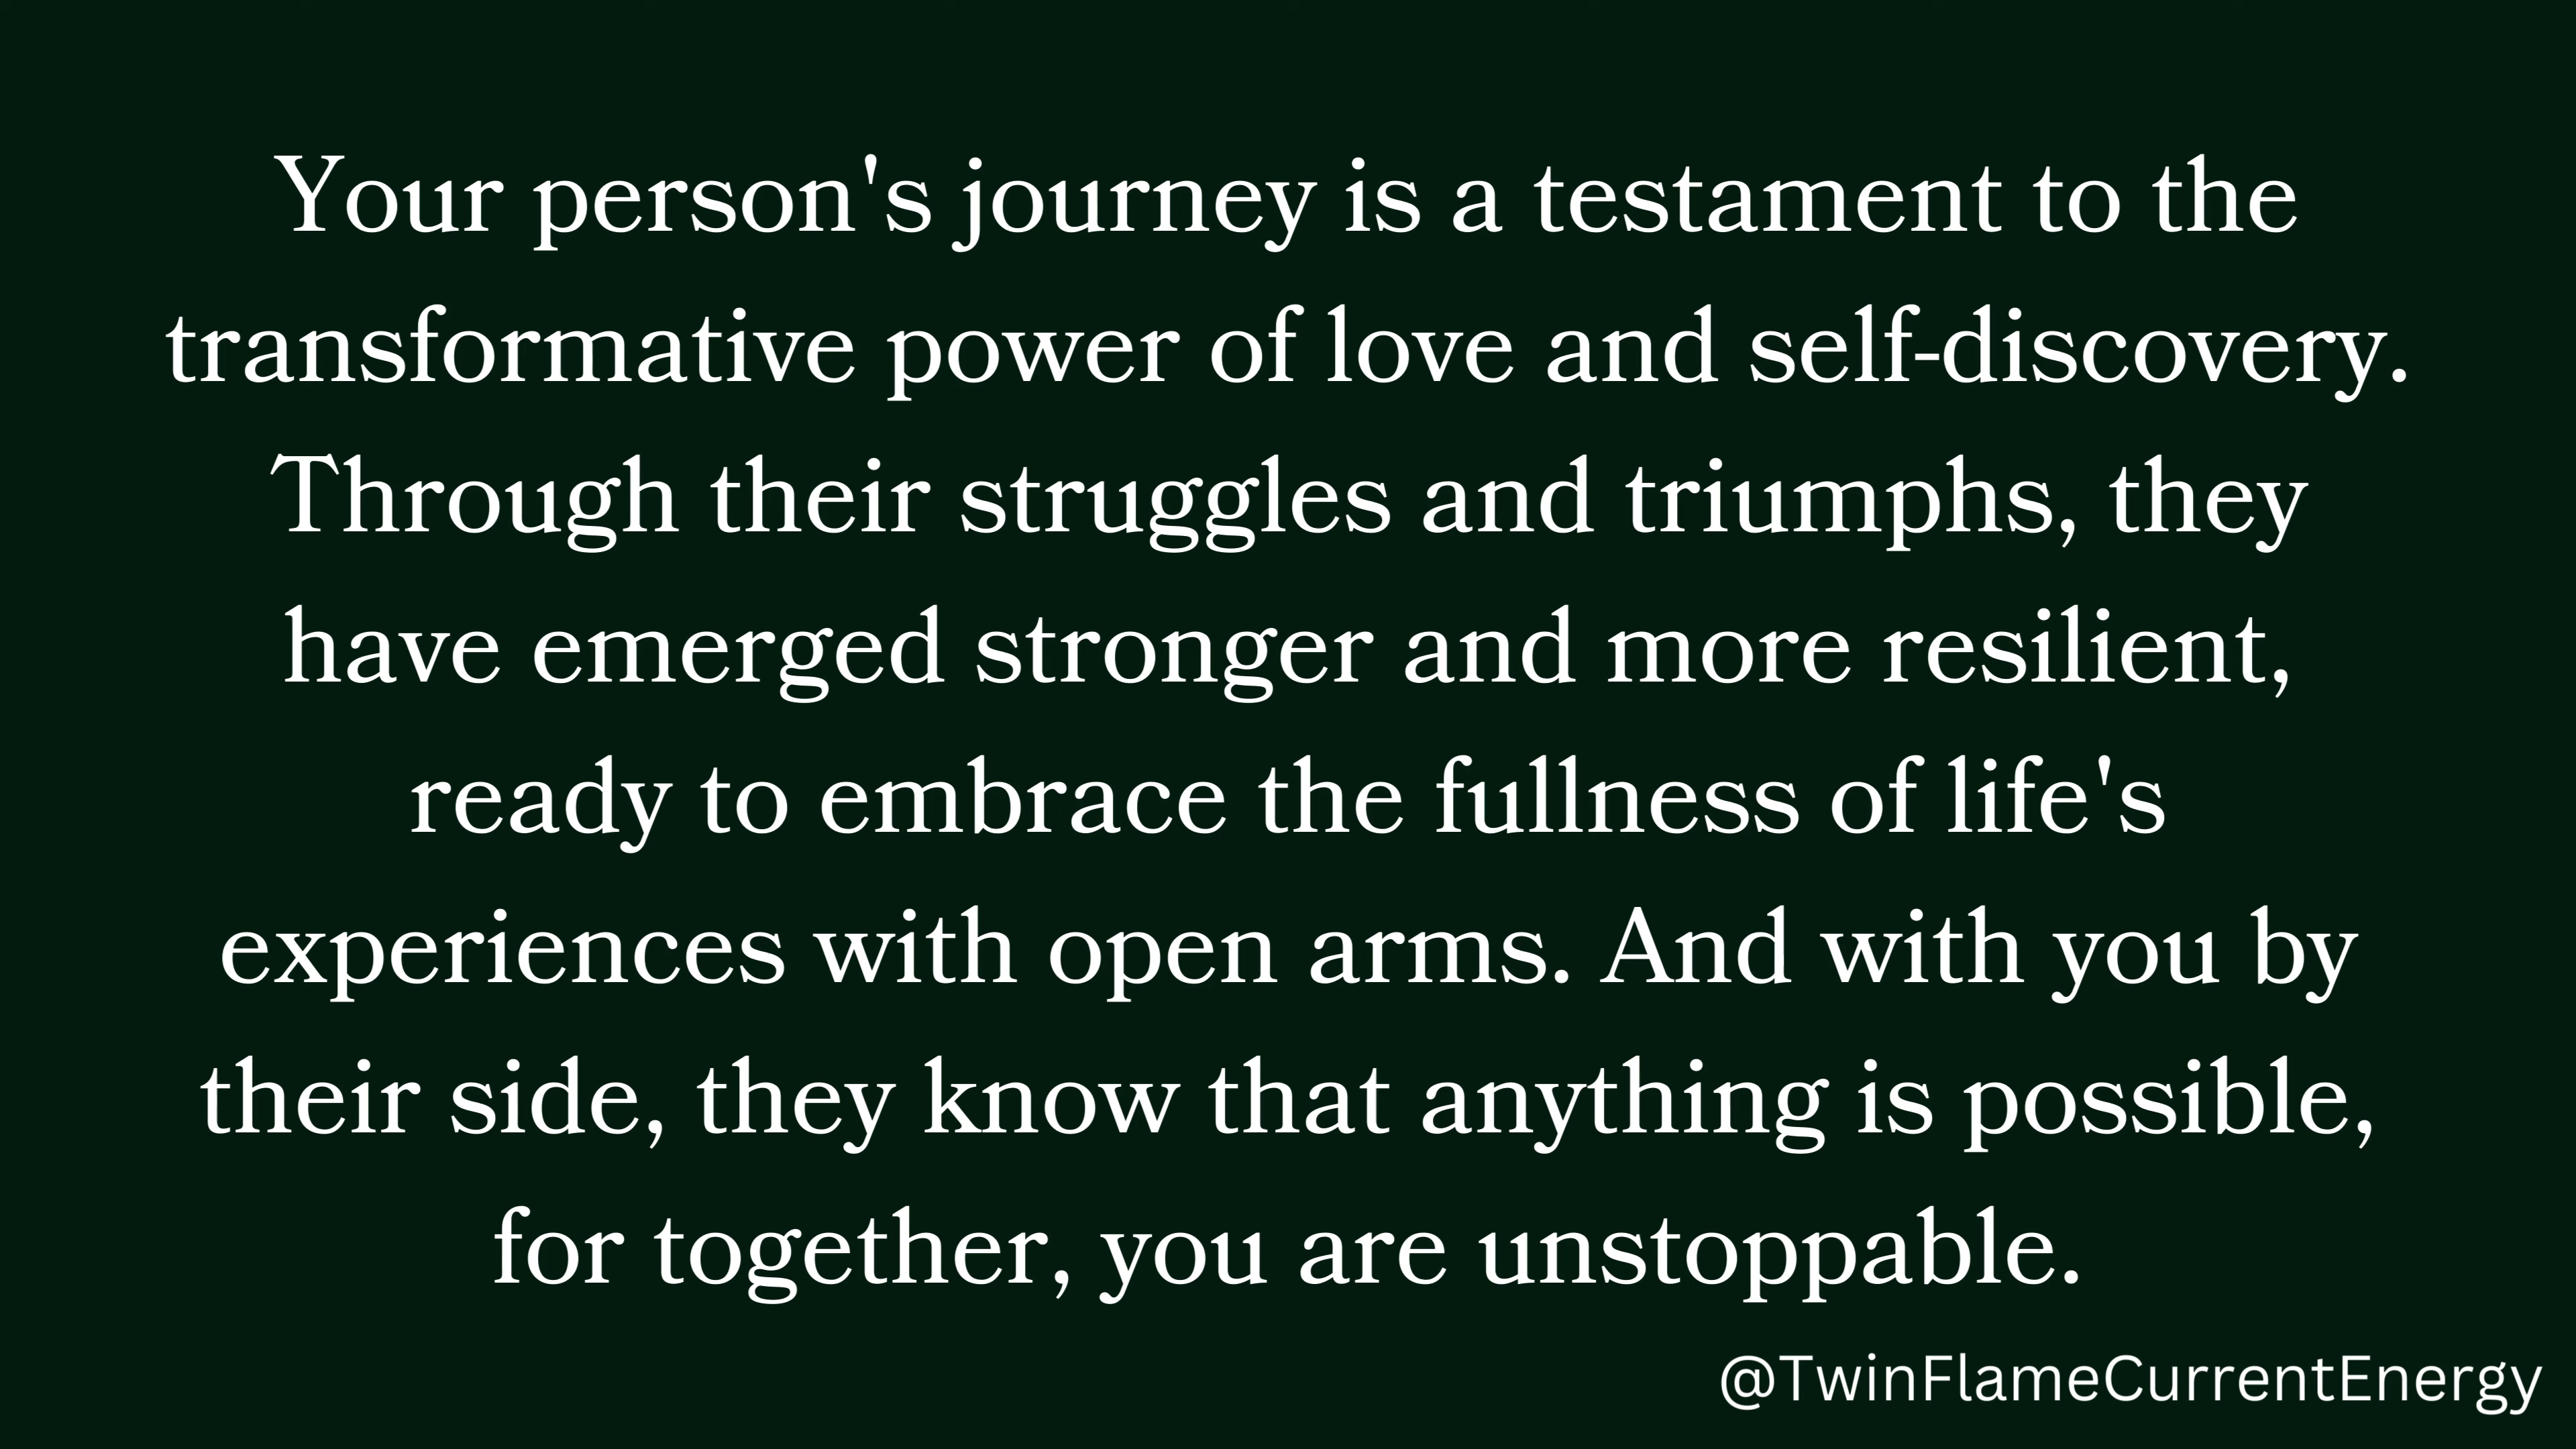 Your person's journey is a testament to the
transformative power of love and self-discovery.
Through their struggles and triumphs, they
have emerged stronger and more resilient,
ready to embrace the fullness of life's
experiences with open arms. And with you by
their side, they know that anything is possible,
for together, you are unstoppable.
@TwinFlameCurrentEnergy